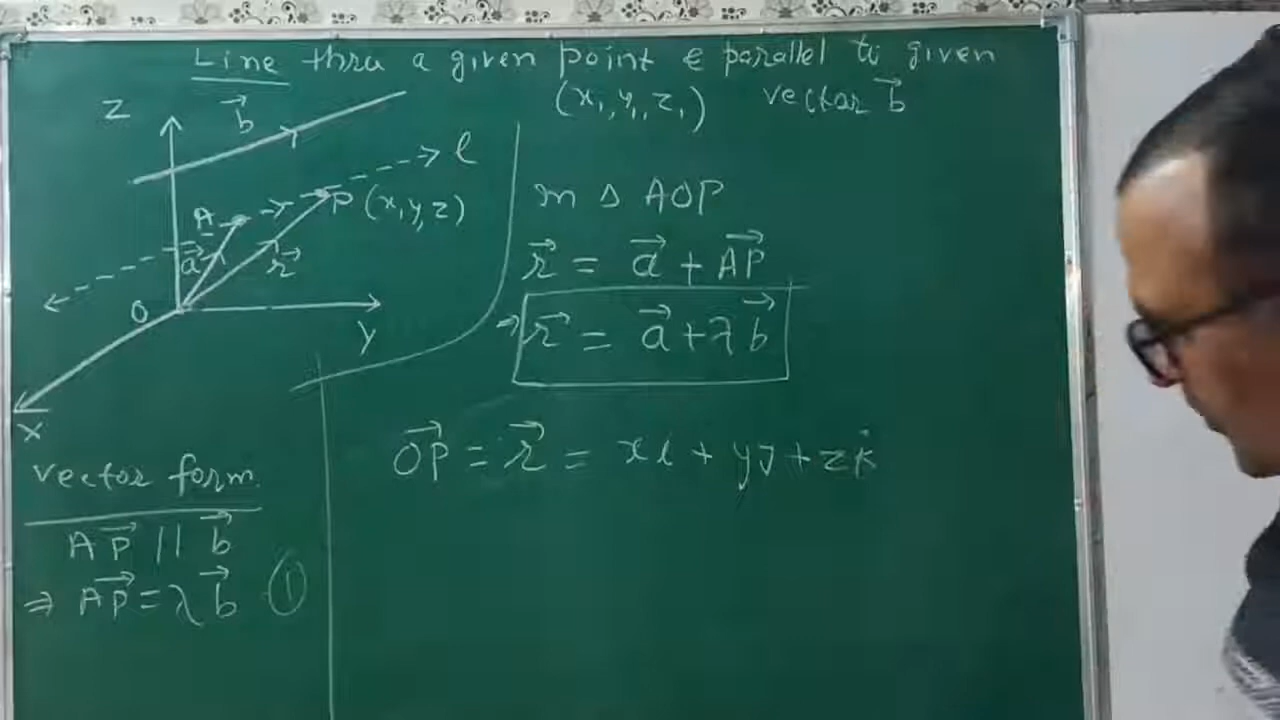 Line thru a given point & parallel to given
(x₁, y₁, z₁) vector b⃗
Z
b⃗
l
A
P (x, y, z)
a⃗
r⃗
O
Y
X
in Δ AOP
r⃗ = a⃗ + AP⃗
⇒ r⃗ = a⃗ + λ b⃗
OP⃗ = r⃗ = xi + yj + zk
vector form
AP⃗ || b⃗
⇒ AP⃗ = λ b⃗ ①